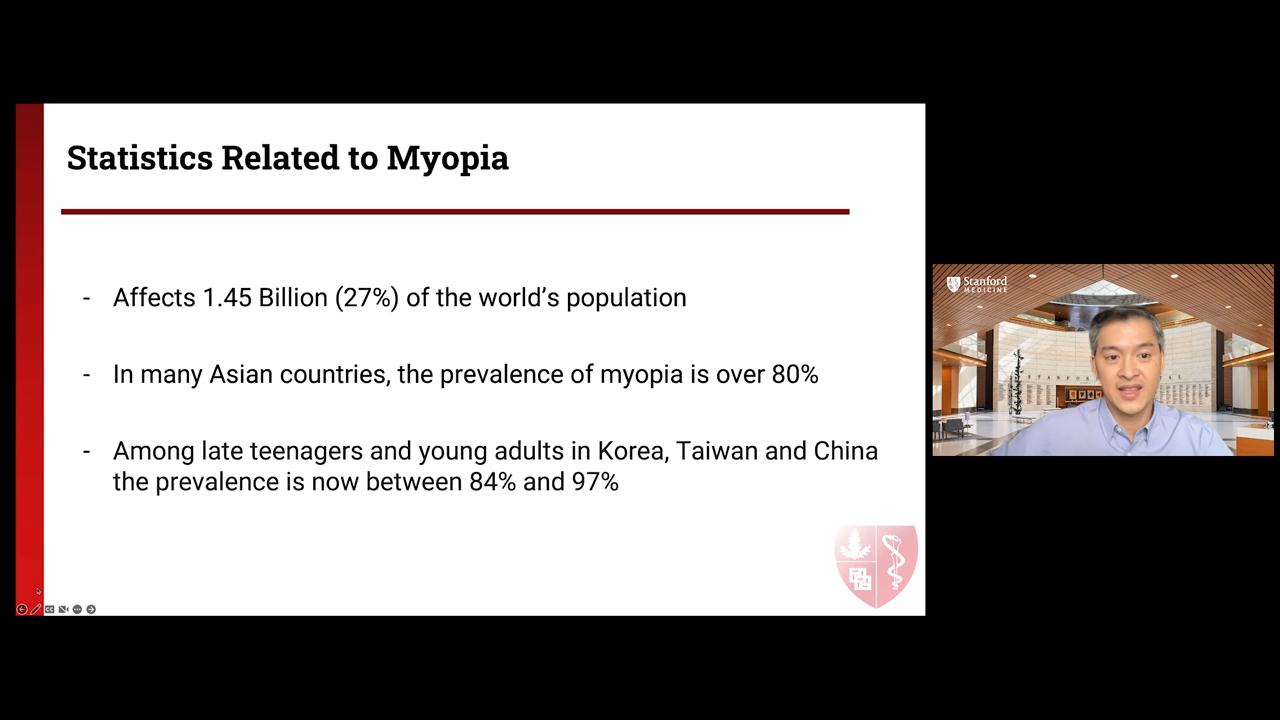 Statistics Related to Myopia
- Affects 1.45 Billion (27%) of the world’s population
- In many Asian countries, the prevalence of myopia is over 80%
- Among late teenagers and young adults in Korea, Taiwan and China
the prevalence is now between 84% and 97%
Stanford
MEDICINE